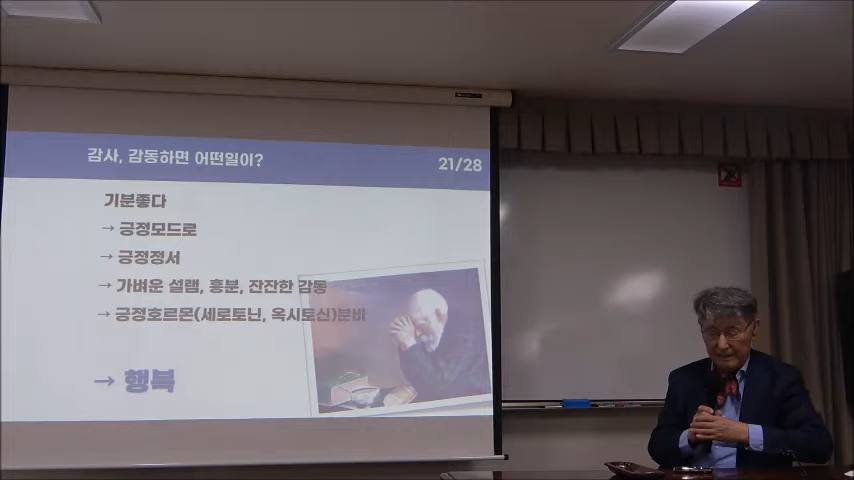 감사, 감동하면 어떤일이?
21/28
기분좋다
→ 긍정모드로
→ 긍정정서
→ 가벼운 설램, 흥분, 잔잔한 감동
→ 긍정호르몬(세로토닌, 옥시토신)분비
→ 행복